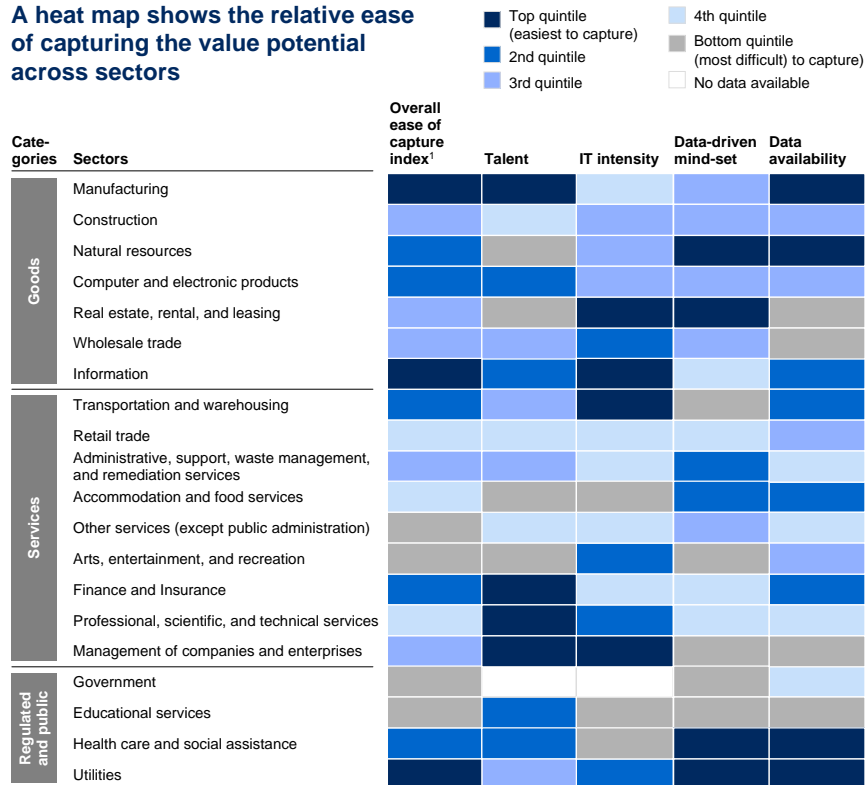 A heat map shows the relative ease
of capturing the value potential
across sectors
Top quintile
(easiest to capture)
2nd quintile
3rd quintile
4th quintile
Bottom quintile
(most difficult) to capture)
No data available
Cate-
gories
Sectors
Overall
ease of
capture
index1
Talent
IT intensity
Data-driven
mind-set
Data
availability
Goods
Manufacturing
Construction
Natural resources
Computer and electronic products
Real estate, rental, and leasing
Wholesale trade
Information
Services
Transportation and warehousing
Retail trade
Administrative, support, waste management,
and remediation services
Accommodation and food services
Other services (except public administration)
Arts, entertainment, and recreation
Finance and Insurance
Professional, scientific, and technical services
Management of companies and enterprises
Regulated
and public
Government
Educational services
Health care and social assistance
Utilities